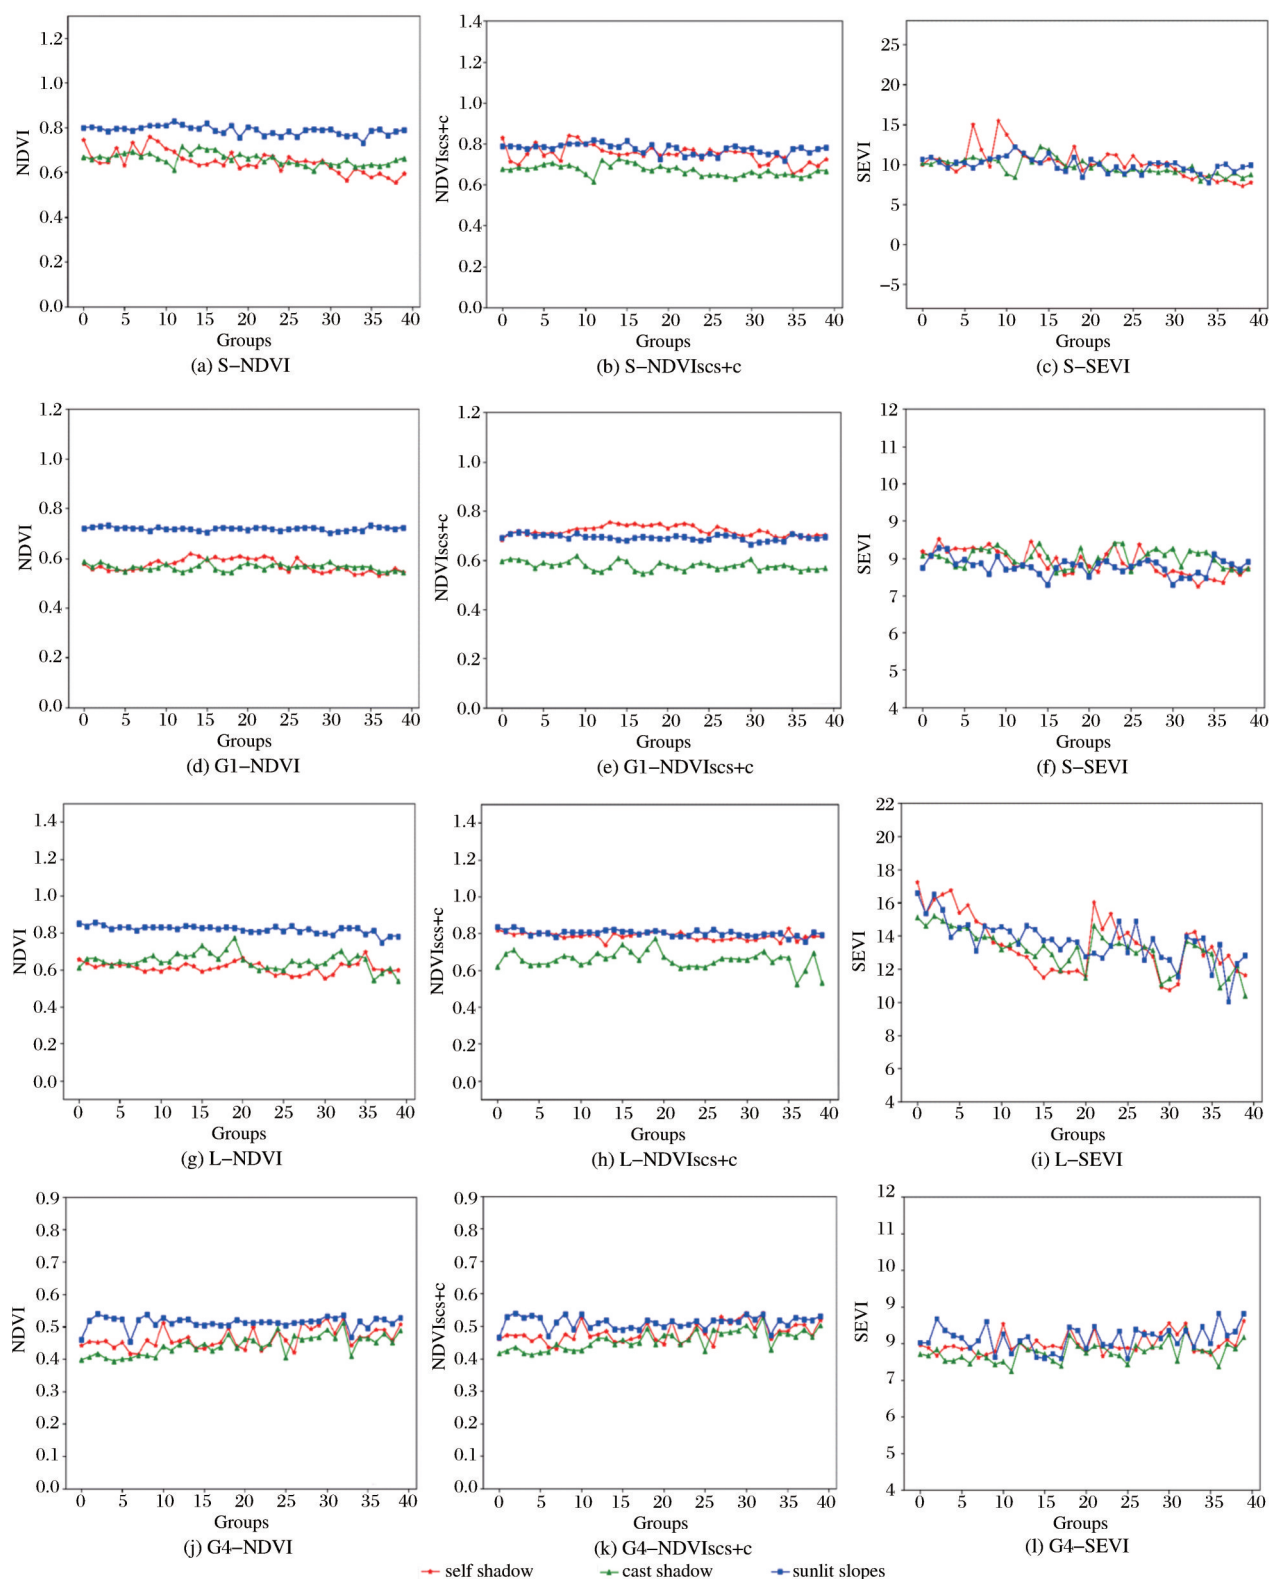 NDVI
1.2
1.0
0.8
0.6
0.4
0.2
0.0
0 5 10 15 20 25 30 35 40
Groups
(a) S−NDVI
NDVIscs+c
1.4
1.2
1.0
0.8
0.6
0.4
0.2
0.0
0 5 10 15 20 25 30 35 40
Groups
(b) S−NDVIscs+c
SEVI
25
20
15
10
5
0
−5
0 5 10 15 20 25 30 35 40
Groups
(c) S−SEVI
NDVI
1.2
1.0
0.8
0.6
0.4
0.2
0.0
0 5 10 15 20 25 30 35 40
Groups
(d) G1−NDVI
NDVIscs+c
1.2
1.0
0.8
0.6
0.4
0.2
0.0
0 5 10 15 20 25 30 35 40
Groups
(e) G1−NDVIscs+c
SEVI
12
11
10
9
9
7
6
5
4
0 5 10 15 20 25 30 35 40
Groups
(f) S−SEVI
NDVI
1.4
1.2
1.0
0.8
0.6
0.4
0.2
0.0
0 5 10 15 20 25 30 35 40
Groups
(g) L−NDVI
NDVIscs+c
1.4
1.2
1.0
0.8
0.6
0.4
0.2
0.0
0 5 10 15 20 25 30 35 40
Groups
(h) L−NDVIscs+c
SEVI
22
20
18
16
14
12
10
8
6
4
0 5 10 15 20 25 30 35 40
Groups
(i) L−SEVI
NDVI
0.9
0.8
0.7
0.6
0.5
0.4
0.3
0.2
0.1
0.0
0 5 10 15 20 25 30 35 40
Groups
(j) G4−NDVI
NDVIscs+c
0.9
0.8
0.7
0.6
0.5
0.4
0.3
0.2
0.1
0.0
0 5 10 15 20 25 30 35 40
Groups
(k) G4−NDVIscs+c
SEVI
12
11
10
9
9
7
6
5
4
0 5 10 15 20 25 30 35 40
Groups
(l) G4−SEVI
self shadow cast shadow sunlit slopes